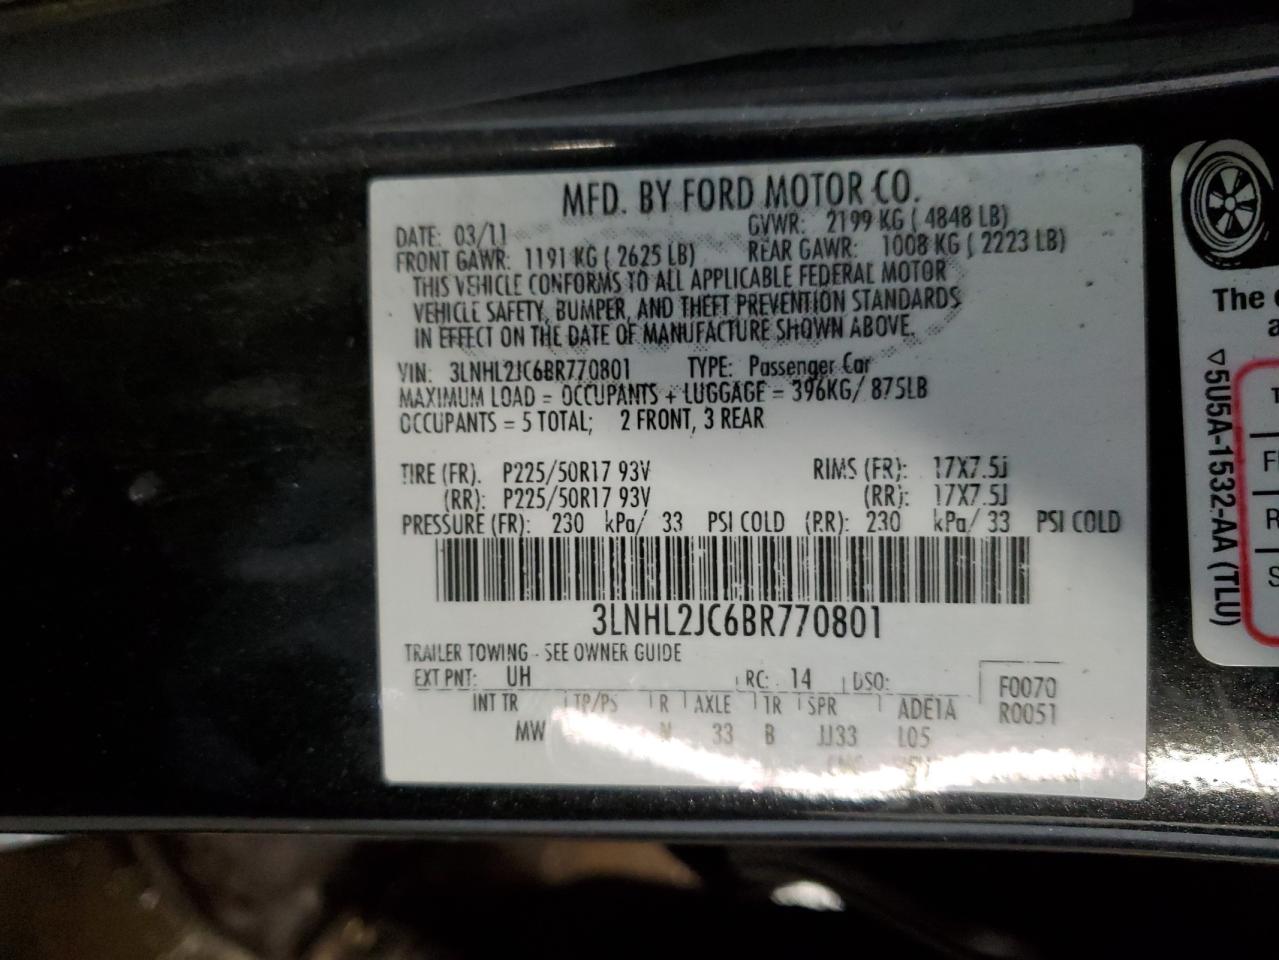 MFD. BY FORD MOTOR CO.
DATE: 03/11 GVWR: 2199 KG ( 4848 LB)
FRONT GAWR: 1191 KG ( 2625 LB) REAR GAWR: 1008 KG ( 2223 LB)
THIS VEHICLE CONFORMS TO ALL APPLICABLE FEDERAL MOTOR
VEHICLE SAFETY, BUMPER, AND THEFT PREVENTION STANDARDS
IN EFFECT ON THE DATE OF MANUFACTURE SHOWN ABOVE.
VIN: 3LNHL2JC6BR770801 TYPE: Passenger Car
MAXIMUM LOAD = OCCUPANTS + LUGGAGE = 396KG/ 875LB
OCCUPANTS = 5 TOTAL; 2 FRONT, 3 REAR
TIRE (FR). P225/50R17 93V RIMS (FR): 17X7.5J
(RR): P225/50R17 93V (RR): 17X7.5J
PRESSURE (FR): 230 kPa/ 33 PSI COLD (RR): 230 kPa/ 33 PSI COLD
3LNHL2JC6BR770801
TRAILER TOWING - SEE OWNER GUIDE
EXT PNT: UH RC: 14 DSO: F0070
INT TR TP/PS R AXLE TR SPR ADE1A R0051
MW N 33 B JJ33 L05
The
▽5U5A-1532-AA (TLU)